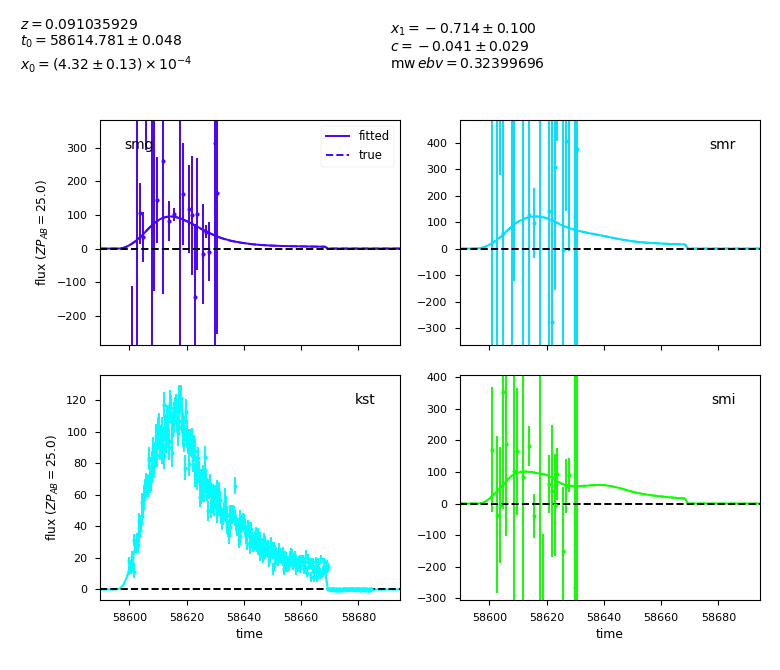 z = 0.091035929
t₀ = 58614.781 ± 0.048
x₀ = (4.32 ± 0.13) × 10⁻⁴
x₁ = −0.714 ± 0.100
c = −0.041 ± 0.029
mw ebv = 0.32399696
smg
fitted
true
300
200
100
0
−100
−200
flux (ZP_AB = 25.0)
smr
400
300
200
100
0
−100
−200
−300
kst
120
100
80
60
40
20
0
flux (ZP_AB = 25.0)
58600 58620 58640 58660 58680
time
smi
400
300
200
100
0
−100
−200
−300
58600 58620 58640 58660 58680
time